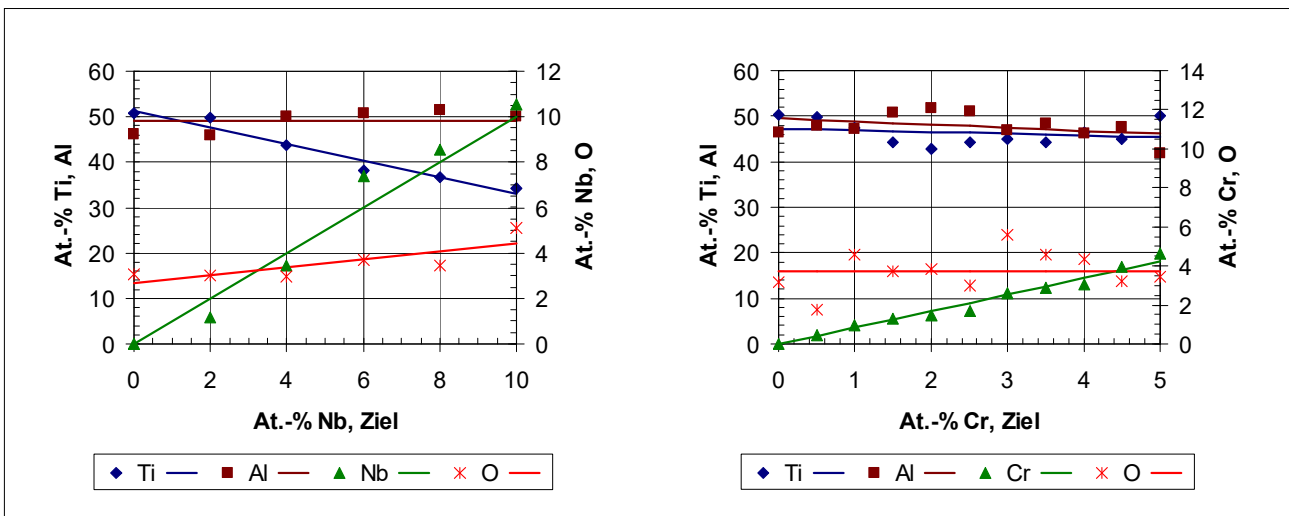 60 12
50 10
40 8
30 6
20 4
10 2
0 0
0 2 4 6 8 10
At.-% Ti, Al
At.-% Nb, O
At.-% Nb, Ziel
Ti Al Nb O
60 14
50 12
40 10
30 8
20 6
10 4
0 2
0
0 1 2 3 4 5
At.-% Ti, Al
At.-% Cr, O
At.-% Cr, Ziel
Ti Al Cr O